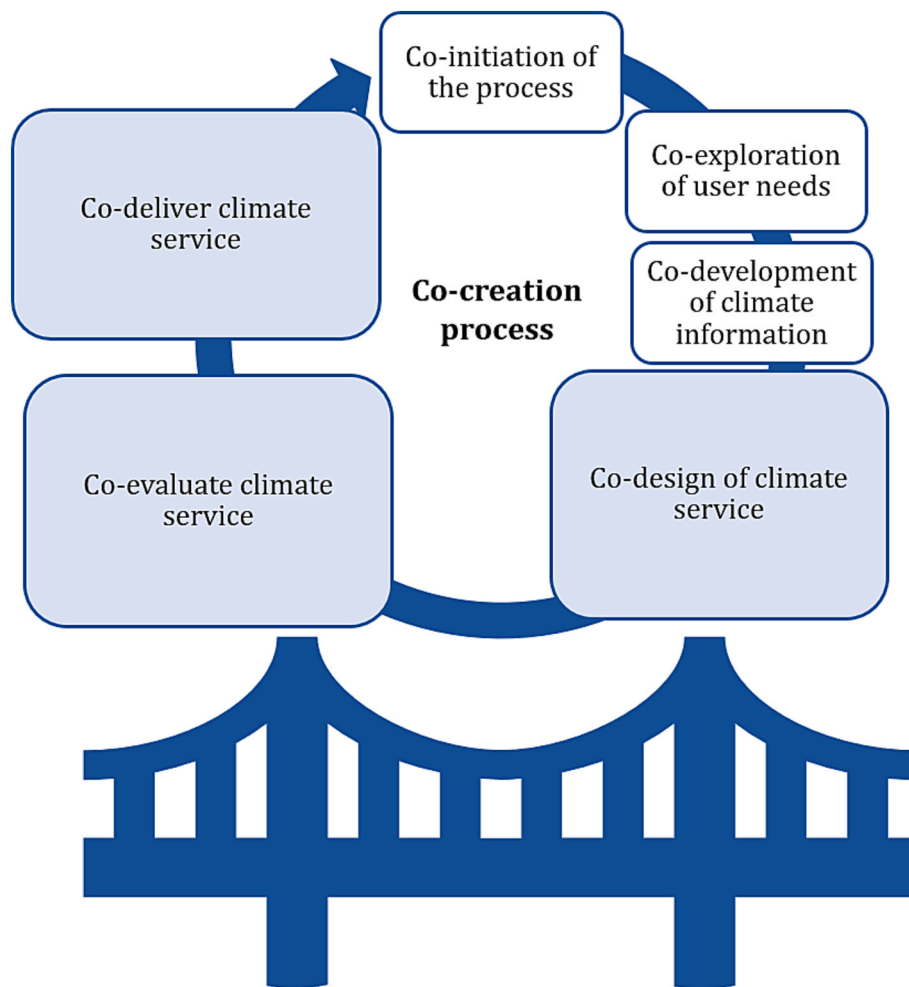 Co-initiation of
the process
Co-exploration
of user needs
Co-development
of climate
information
Co-design of climate
service
Co-evaluate climate
service
Co-deliver climate
service
Co-creation
process